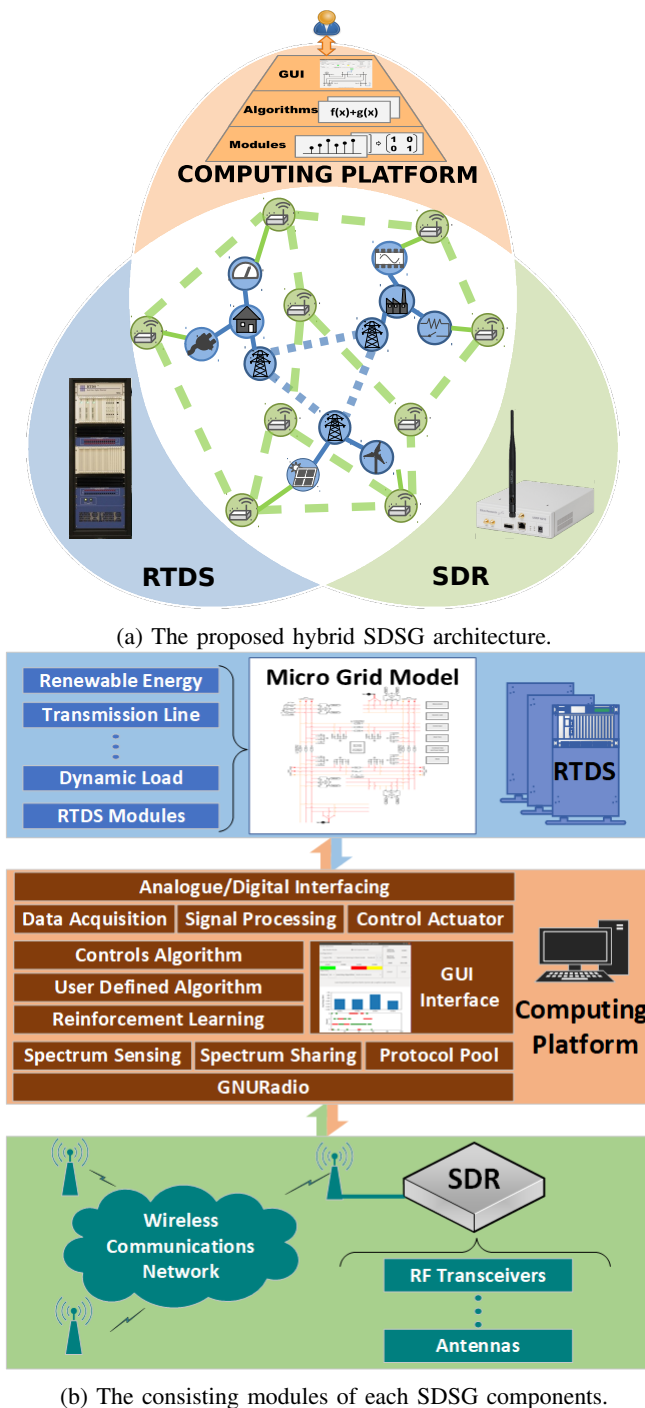 GUI
Algorithms
f(x)+g(x)
Modules
1 0
0 1
COMPUTING PLATFORM
RTDS
SDR
(a) The proposed hybrid SDSG architecture.
Renewable Energy
Transmission Line
Dynamic Load
RTDS Modules
Micro Grid Model
RTDS
Analogue/Digital Interfacing
Data Acquisition
Signal Processing
Control Actuator
Controls Algorithm
User Defined Algorithm
Reinforcement Learning
GUI
Interface
Spectrum Sensing
Spectrum Sharing
Protocol Pool
GNURadio
Computing
Platform
Wireless
Communications
Network
SDR
RF Transceivers
Antennas
(b) The consisting modules of each SDSG components.